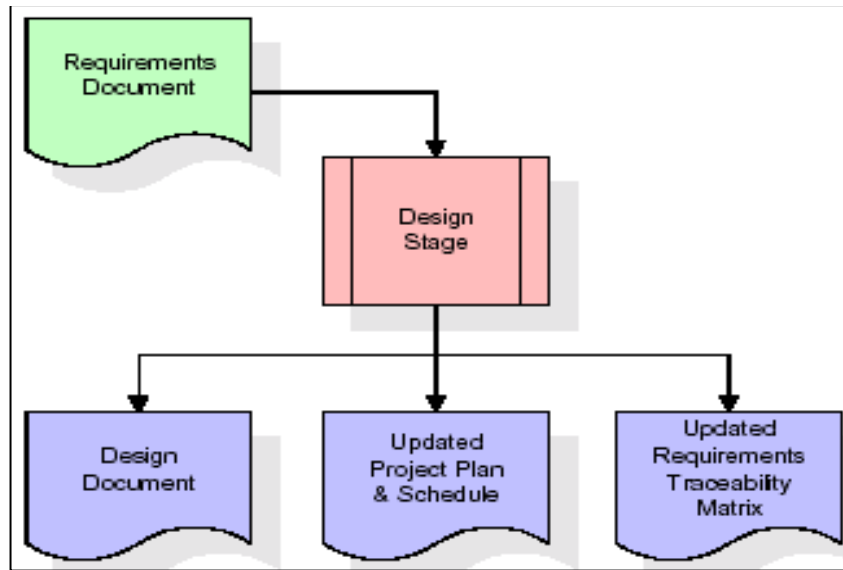 Requirements
Document
Design
Stage
Design
Document
Updated
Project Plan
& Schedule
Updated
Requirements
Traceability
Matrix